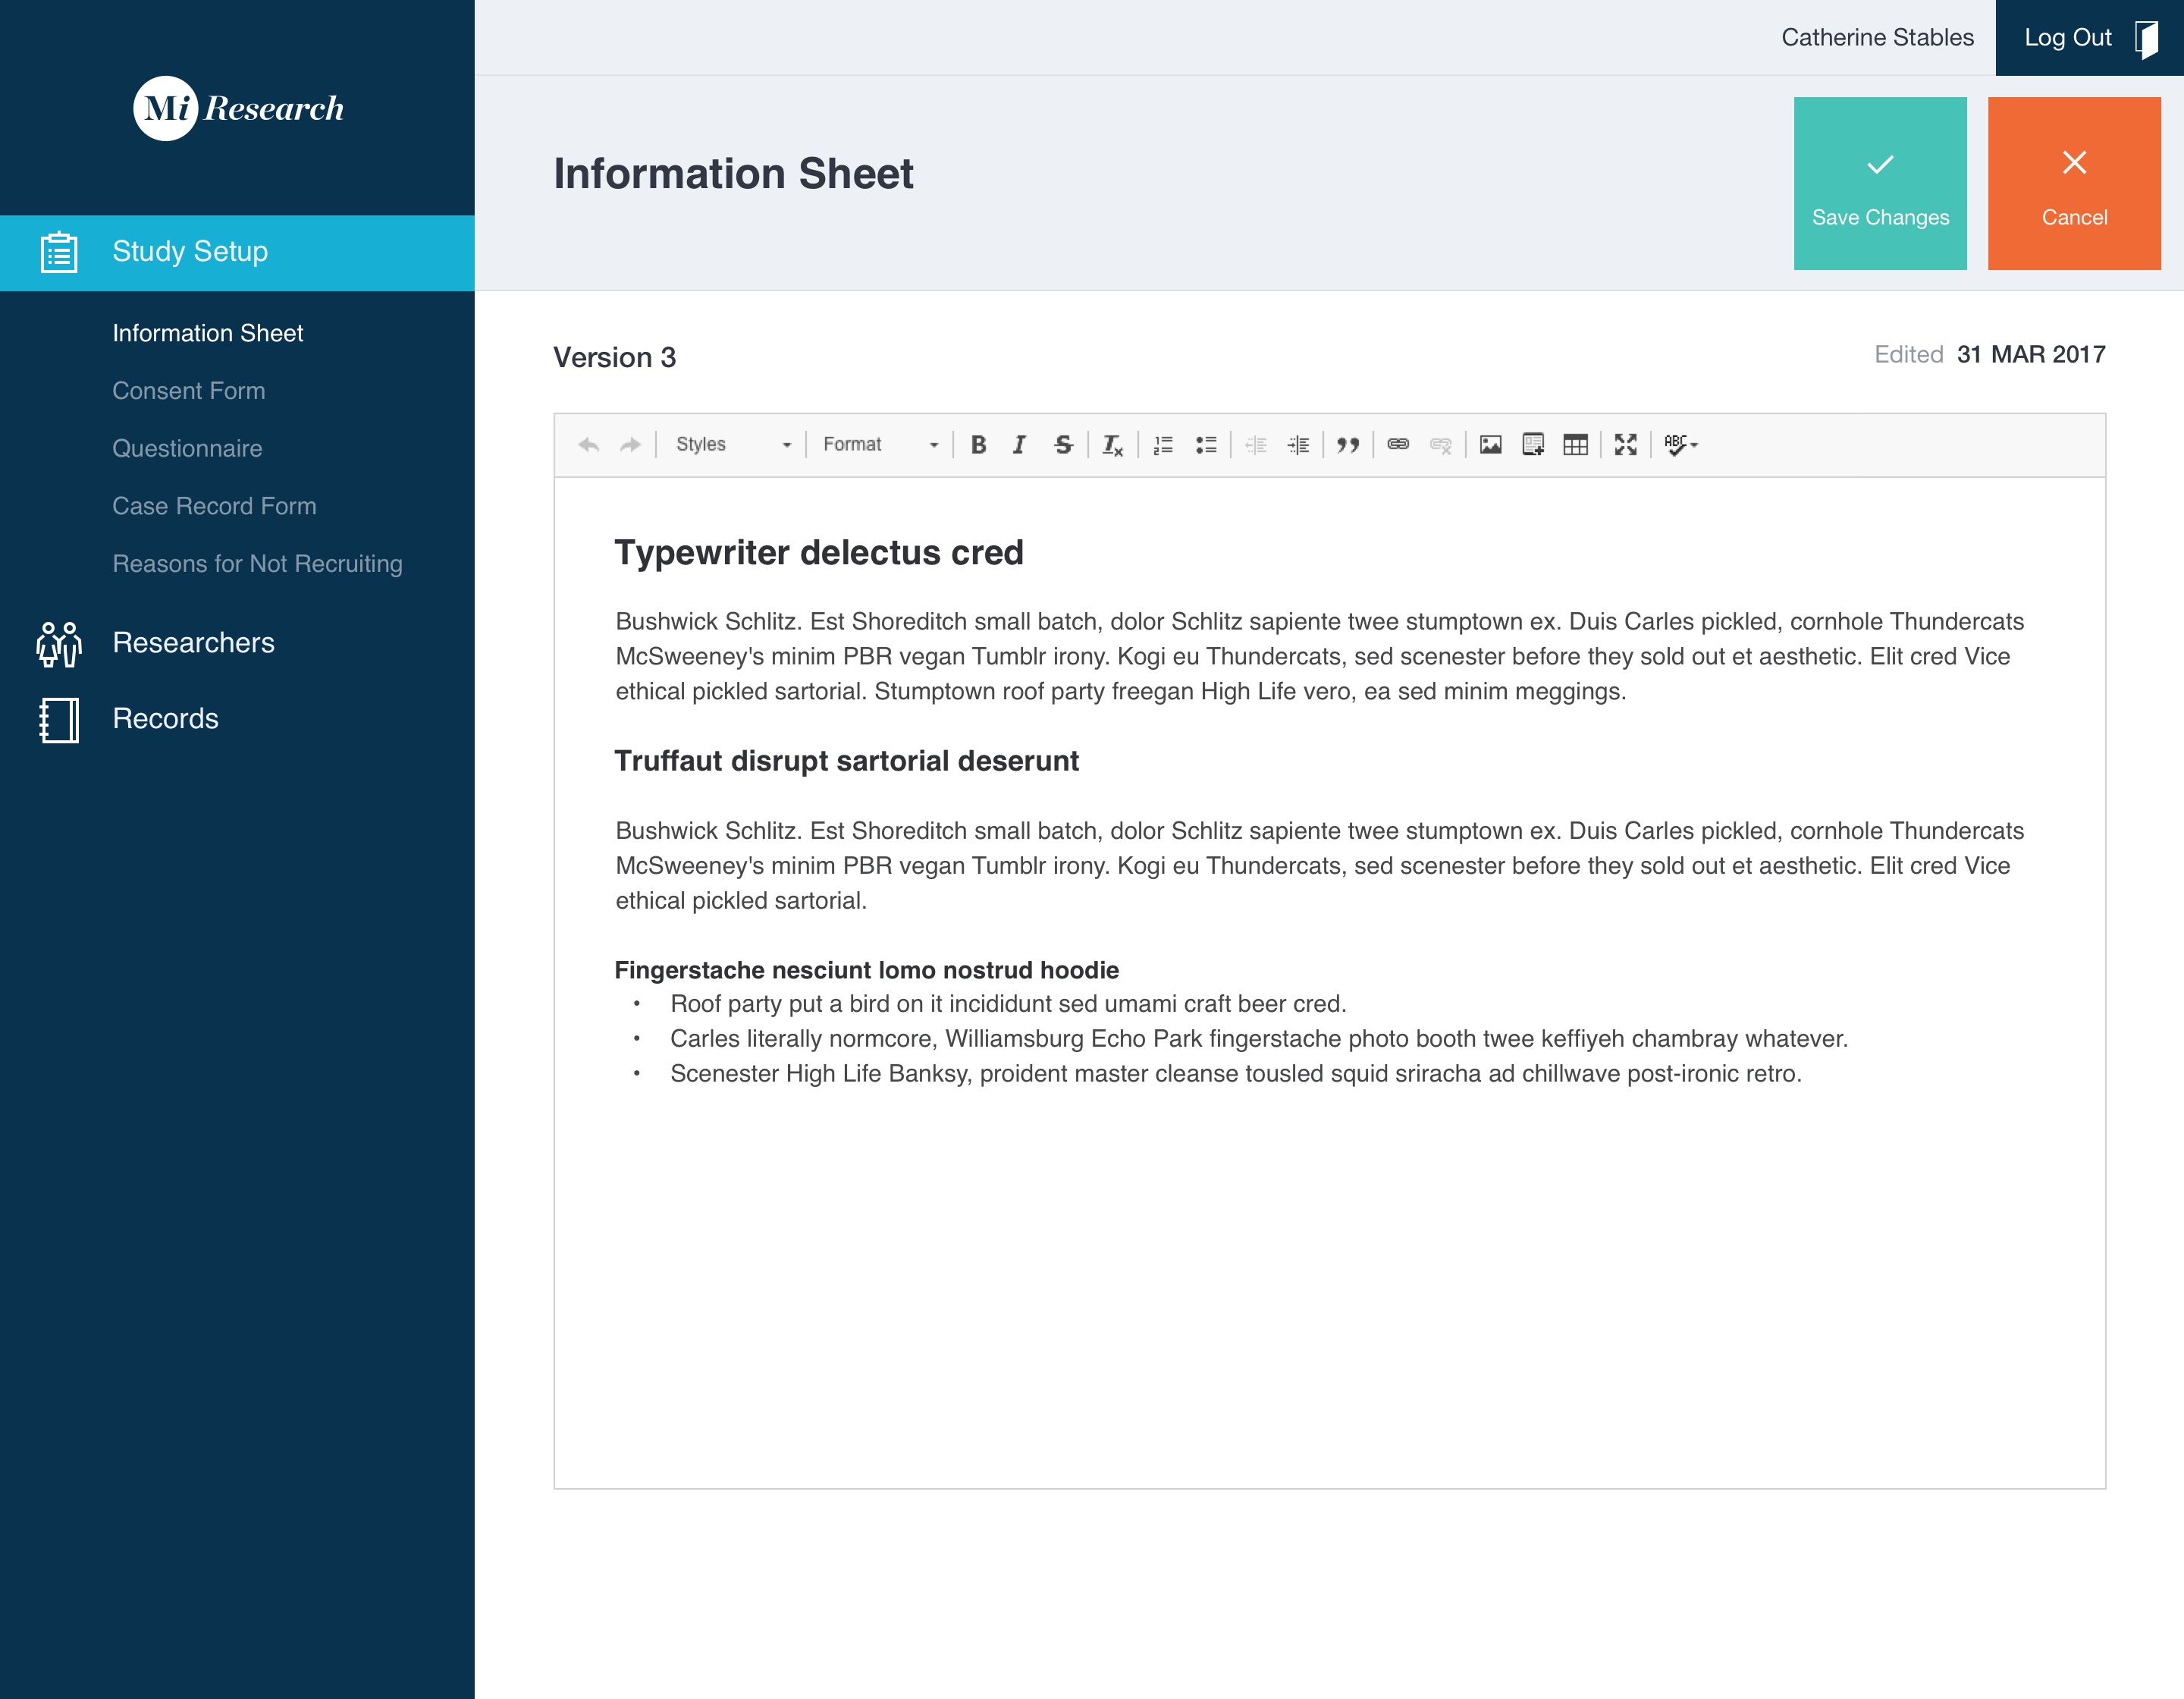 Catherine Stables
Log Out
Mi Research
Information Sheet
Save Changes
Cancel
Study Setup
Information Sheet
Consent Form
Questionnaire
Case Record Form
Reasons for Not Recruiting
Researchers
Records
Version 3
Edited 31 MAR 2017
Styles Format B I S Tx ABC
Typewriter delectus cred
Bushwick Schlitz. Est Shoreditch small batch, dolor Schlitz sapiente twee stumptown ex. Duis Carles pickled, cornhole Thundercats
McSweeney's minim PBR vegan Tumblr irony. Kogi eu Thundercats, sed scenester before they sold out et aesthetic. Elit cred Vice
ethical pickled sartorial. Stumptown roof party freegan High Life vero, ea sed minim meggings.
Truffaut disrupt sartorial deserunt
Bushwick Schlitz. Est Shoreditch small batch, dolor Schlitz sapiente twee stumptown ex. Duis Carles pickled, cornhole Thundercats
McSweeney's minim PBR vegan Tumblr irony. Kogi eu Thundercats, sed scenester before they sold out et aesthetic. Elit cred Vice
ethical pickled sartorial.
Fingerstache nesciunt lomo nostrud hoodie
• Roof party put a bird on it incididunt sed umami craft beer cred.
• Carles literally normcore, Williamsburg Echo Park fingerstache photo booth twee keffiyeh chambray whatever.
• Scenester High Life Banksy, proident master cleanse tousled squid sriracha ad chillwave post-ironic retro.